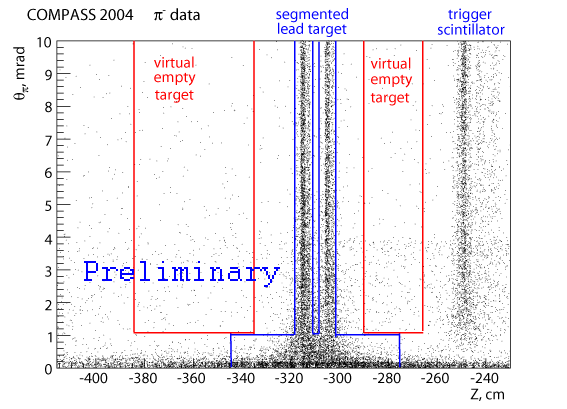 COMPASS 2004 π⁻ data
segmented
lead target
trigger
scintillator
θπ, mrad
10
9
8
7
6
5
4
3
2
1
0
virtual
empty
target
virtual
empty
target
Preliminary
-400 -380 -360 -340 -320 -300 -280 -260 -240
Z, cm